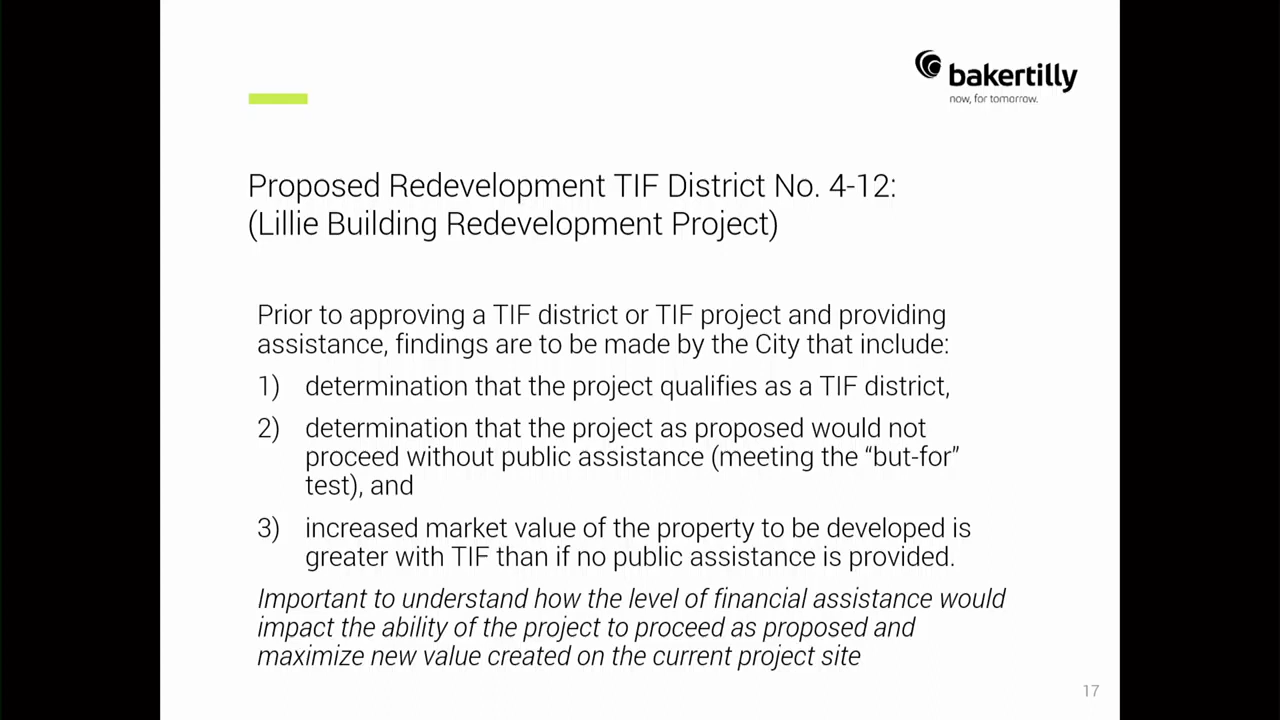 bakertilly
now, for tomorrow.
Proposed Redevelopment TIF District No. 4-12:
(Lillie Building Redevelopment Project)
Prior to approving a TIF district or TIF project and providing
assistance, findings are to be made by the City that include:
1) determination that the project qualifies as a TIF district,
2) determination that the project as proposed would not
proceed without public assistance (meeting the “but-for”
test), and
3) increased market value of the property to be developed is
greater with TIF than if no public assistance is provided.
Important to understand how the level of financial assistance would
impact the ability of the project to proceed as proposed and
maximize new value created on the current project site
17